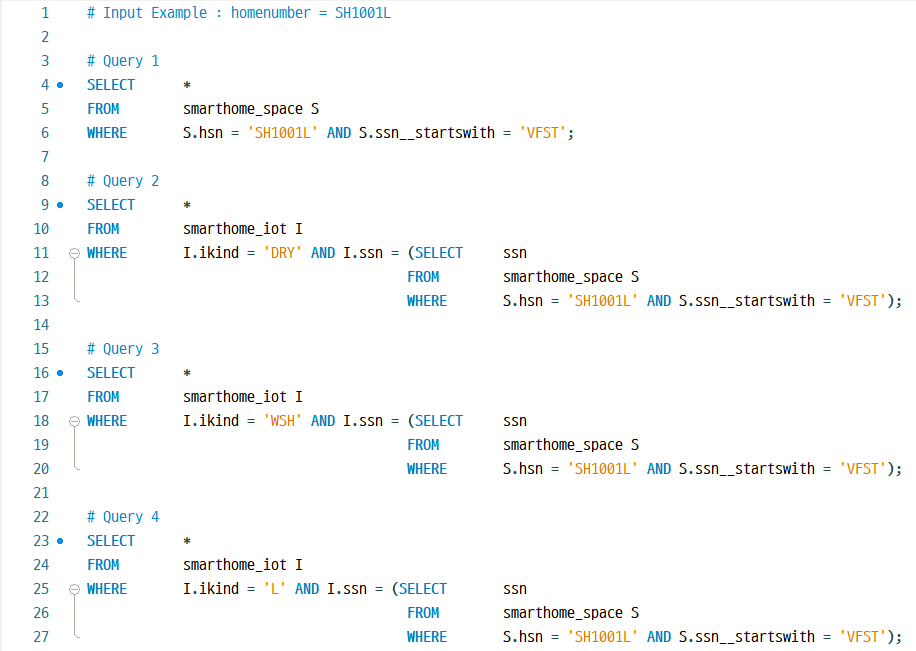 1 # Input Example : homenumber = SH1001L
2
3 # Query 1
4 SELECT *
5 FROM smarthome_space S
6 WHERE S.hsn = 'SH1001L' AND S.ssn__startswith = 'VFST';
7
8 # Query 2
9 SELECT *
10 FROM smarthome_iot I
11 WHERE I.ikind = 'DRY' AND I.ssn = (SELECT ssn
12 FROM smarthome_space S
13 WHERE S.hsn = 'SH1001L' AND S.ssn__startswith = 'VFST');
14
15 # Query 3
16 SELECT *
17 FROM smarthome_iot I
18 WHERE I.ikind = 'WSH' AND I.ssn = (SELECT ssn
19 FROM smarthome_space S
20 WHERE S.hsn = 'SH1001L' AND S.ssn__startswith = 'VFST');
21
22 # Query 4
23 SELECT *
24 FROM smarthome_iot I
25 WHERE I.ikind = 'L' AND I.ssn = (SELECT ssn
26 FROM smarthome_space S
27 WHERE S.hsn = 'SH1001L' AND S.ssn__startswith = 'VFST');